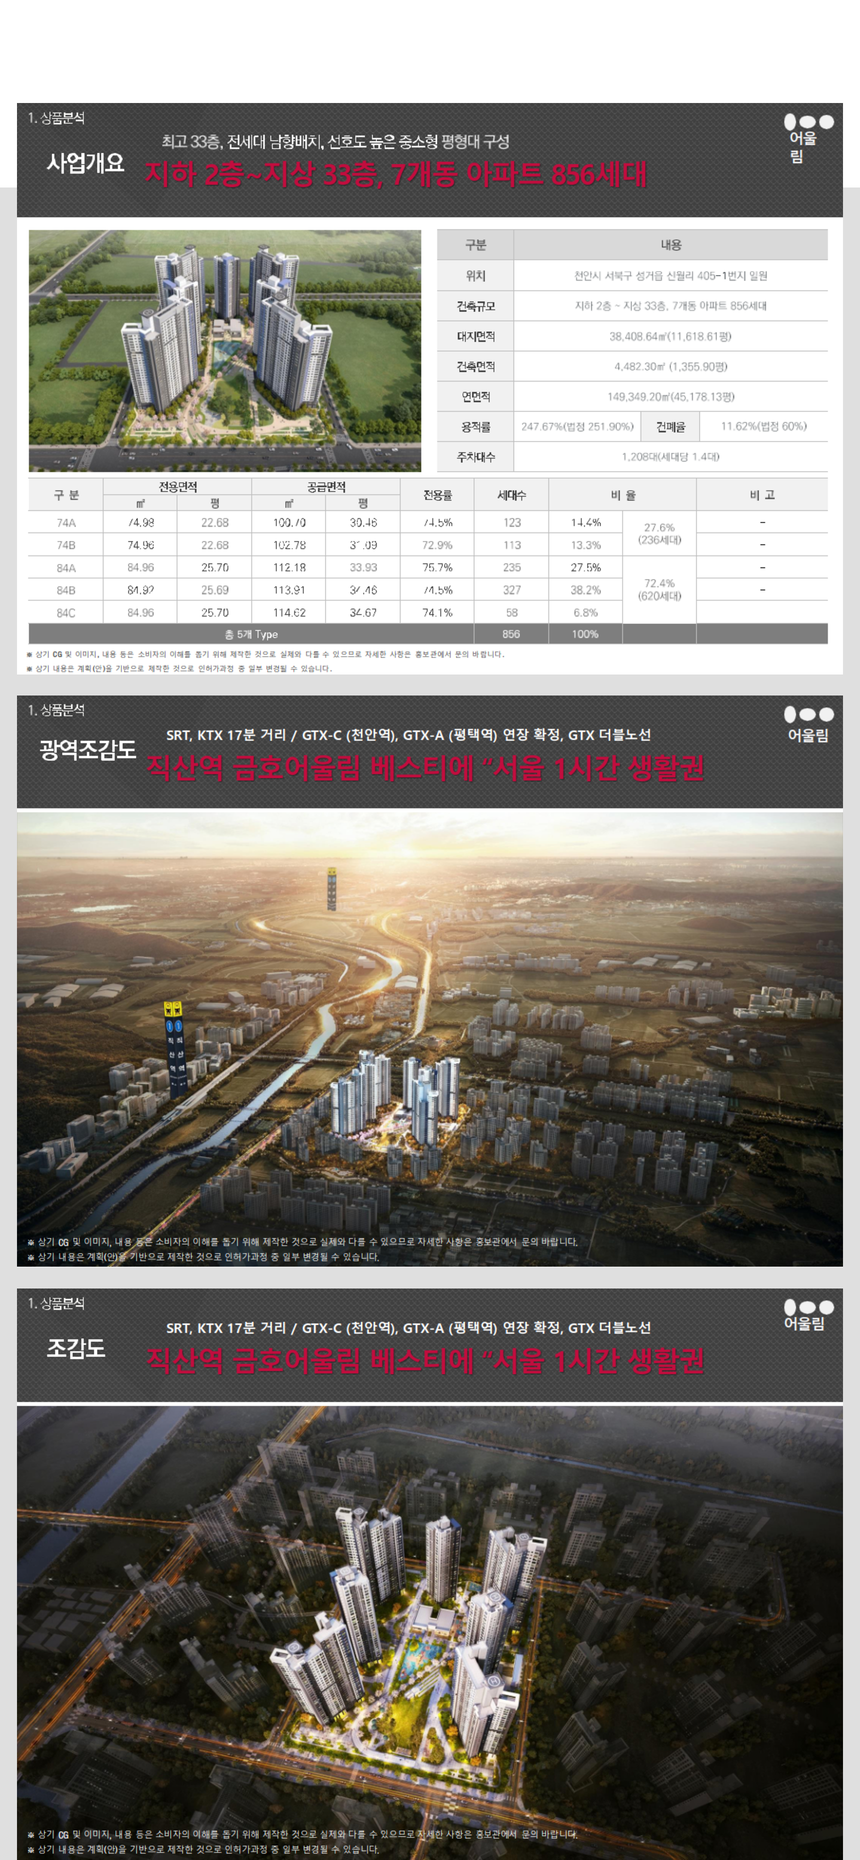 1. 상품분석
최고 33층, 전세대 남향배치, 선호도 높은 중소형 평형대 구성
사업개요
지하 2층~지상 33층, 7개동 아파트 856세대
어울
림
구분 내용
위치 천안시 서북구 성거읍 신월리 405-1번지 일원
건축규모 지하 2층 ~ 지상 33층, 7개동 아파트 856세대
대지면적 38,408.64㎡(11,618.61평)
건축면적 4,482.30㎡ (1,355.90평)
연면적 149,349.20㎡(45,178.13평)
용적률 247.67%(법정 251.90%) 건폐율 11.62%(법정 60%)
주차대수 1,208대(세대당 1.4대)
구 분 전용면적 공급면적 전용률 세대수 비 율 비 고
㎡ 평 ㎡ 평
74A 74.98 22.68 100.70 30.46 74.5% 123 14.4% 27.6% (236세대) -
74B 74.96 22.68 102.78 31.09 72.9% 113 13.3% -
84A 84.96 25.70 112.18 33.93 75.7% 235 27.5% 72.4% (620세대) -
84B 84.92 25.69 113.91 34.46 74.5% 327 38.2% -
84C 84.96 25.70 114.62 34.67 74.1% 58 6.8% -
총 5개 Type 856 100%
※ 상기 CG 및 이미지, 내용 등은 소비자의 이해를 돕기 위해 제작한 것으로 실제와 다를 수 있으므로 자세한 사항은 홍보관에서 문의 바랍니다.
※ 상기 내용은 계획(안)을 기반으로 제작한 것으로 인허가과정 중 일부 변경될 수 있습니다.
1. 상품분석
SRT, KTX 17분 거리 / GTX-C (천안역), GTX-A (평택역) 연장 확정, GTX 더블노선
광역조감도
직산역 금호어울림 베스티에 “서울 1시간 생활권
어울림
※ 상기 CG 및 이미지, 내용 등은 소비자의 이해를 돕기 위해 제작한 것으로 실제와 다를 수 있으므로 자세한 사항은 홍보관에서 문의 바랍니다.
※ 상기 내용은 계획(안)을 기반으로 제작한 것으로 인허가과정 중 일부 변경될 수 있습니다.
1. 상품분석
SRT, KTX 17분 거리 / GTX-C (천안역), GTX-A (평택역) 연장 확정, GTX 더블노선
조감도
직산역 금호어울림 베스티에 “서울 1시간 생활권
어울림
※ 상기 CG 및 이미지, 내용 등은 소비자의 이해를 돕기 위해 제작한 것으로 실제와 다를 수 있으므로 자세한 사항은 홍보관에서 문의 바랍니다.
※ 상기 내용은 계획(안)을 기반으로 제작한 것으로 인허가과정 중 일부 변경될 수 있습니다.